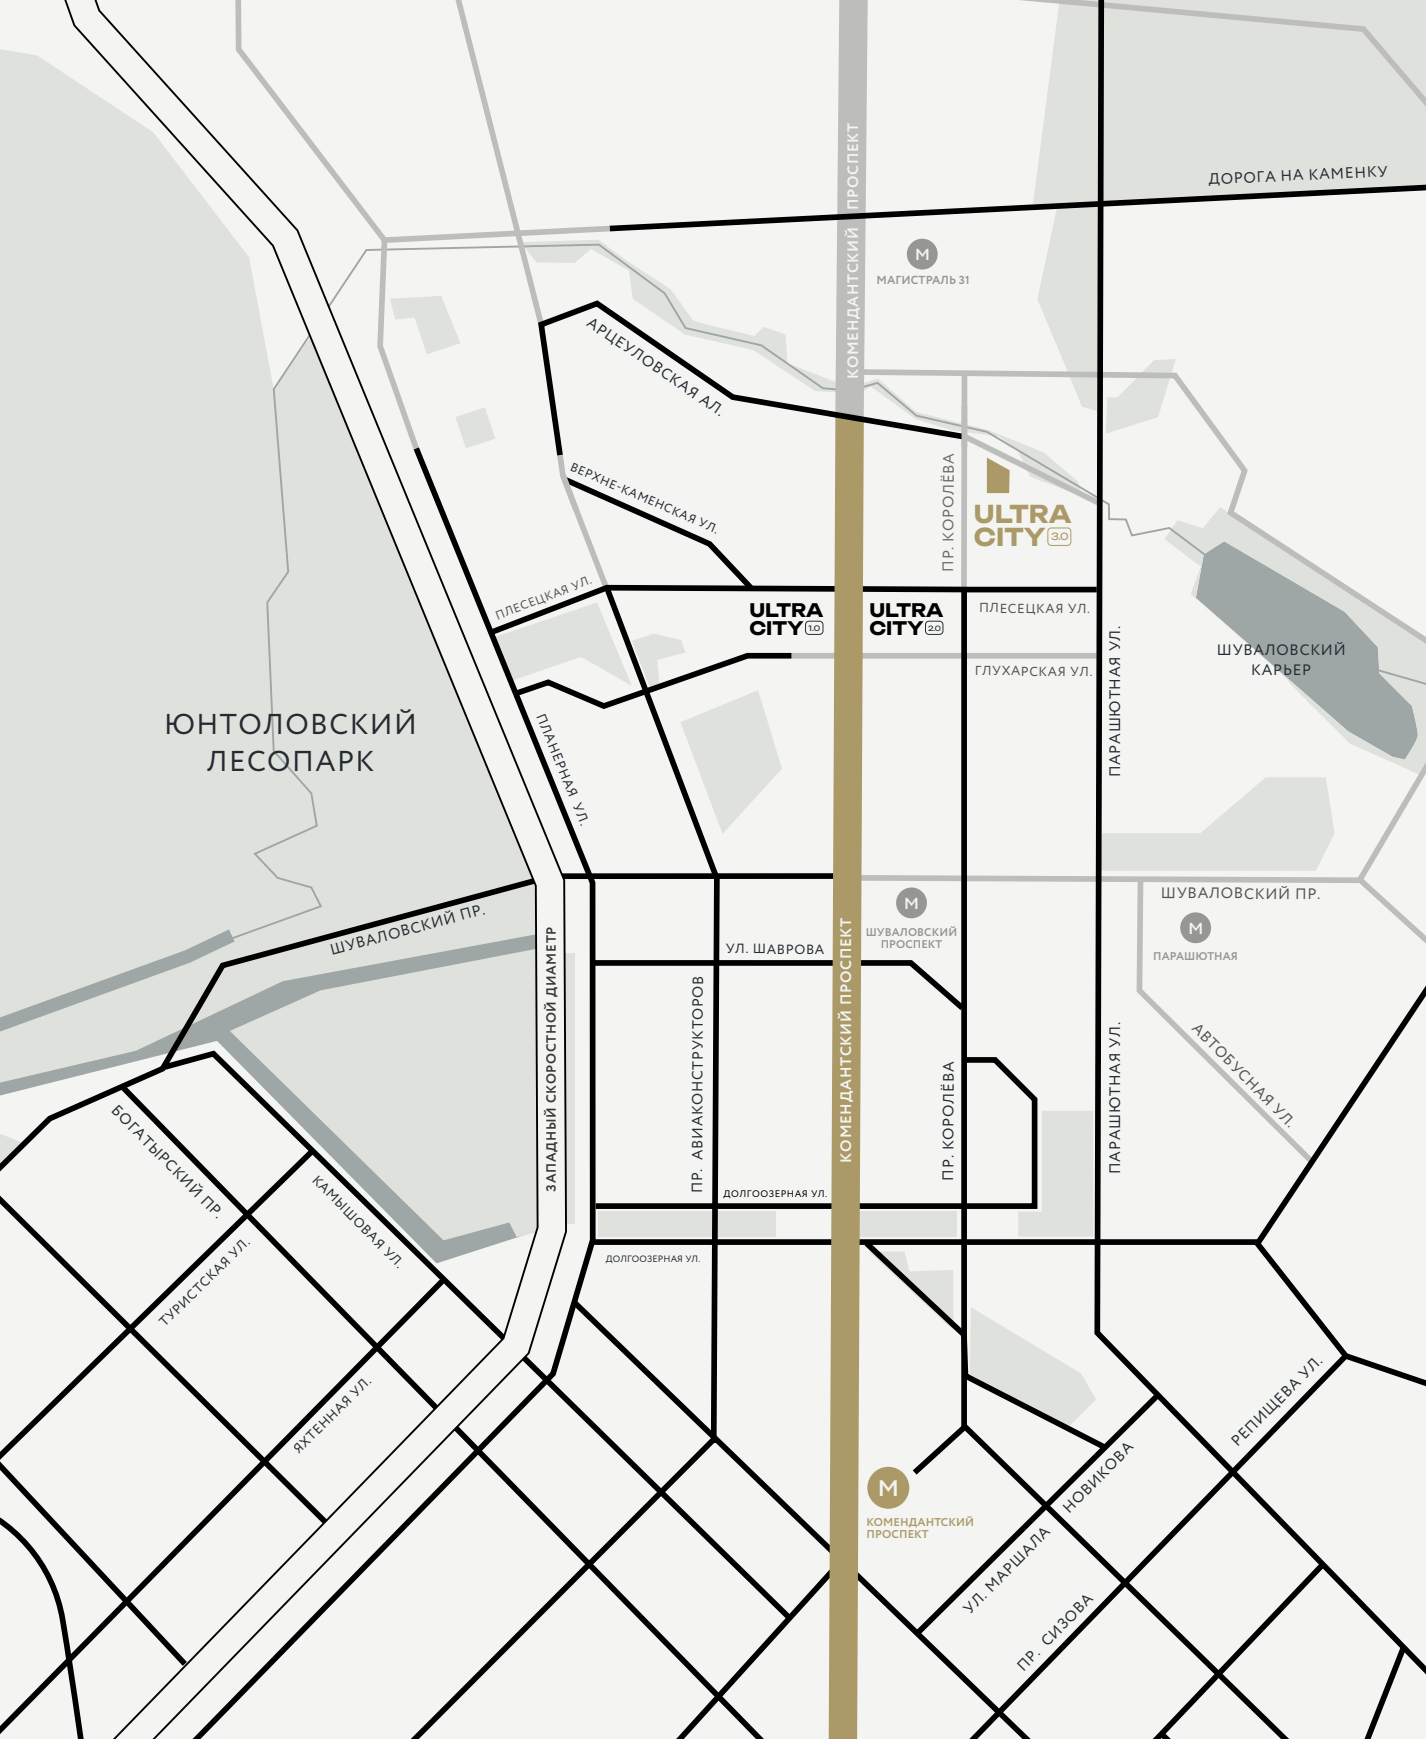 ДОРОГА НА КАМЕНКУ
КОМЕНДАНТСКИЙ ПРОСПЕКТ
М
МАГИСТРАЛЬ 31
АРЦЕУЛОВСКАЯ АЛ.
ВЕРХНЕ-КАМЕНСКАЯ УЛ.
ПР. КОРОЛЁВА
ULTRA
CITY 3.0
ПЛЕСЕЦКАЯ УЛ.
ULTRA
CITY 1.0
ULTRA
CITY 2.0
ПЛЕСЕЦКАЯ УЛ.
ГЛУХАРСКАЯ УЛ.
ПАРАШЮТНАЯ УЛ.
ШУВАЛОВСКИЙ
КАРЬЕР
ЮНТОЛОВСКИЙ
ЛЕСОПАРК
ПЛАНЕРНАЯ УЛ.
ШУВАЛОВСКИЙ ПР.
ШУВАЛОВСКИЙ ПР.
М
ШУВАЛОВСКИЙ
ПРОСПЕКТ
М
ПАРАШЮТНАЯ
УЛ. ШАВРОВА
ЗАПАДНЫЙ СКОРОСТНОЙ ДИАМЕТР
ПР. АВИАКОНСТРУКТОРОВ
КОМЕНДАНТСКИЙ ПРОСПЕКТ
ПР. КОРОЛЁВА
ПАРАШЮТНАЯ УЛ.
АВТОБУСНАЯ УЛ.
БОГАТЫРСКИЙ ПР.
КАМЫШОВАЯ УЛ.
ДОЛГООЗЕРНАЯ УЛ.
ДОЛГООЗЕРНАЯ УЛ.
ТУРИСТСКАЯ УЛ.
ЯХТЕННАЯ УЛ.
РЕПИЩЕВА УЛ.
М
КОМЕНДАНТСКИЙ
ПРОСПЕКТ
УЛ. МАРШАЛА НОВИКОВА
ПР. СИЗОВА